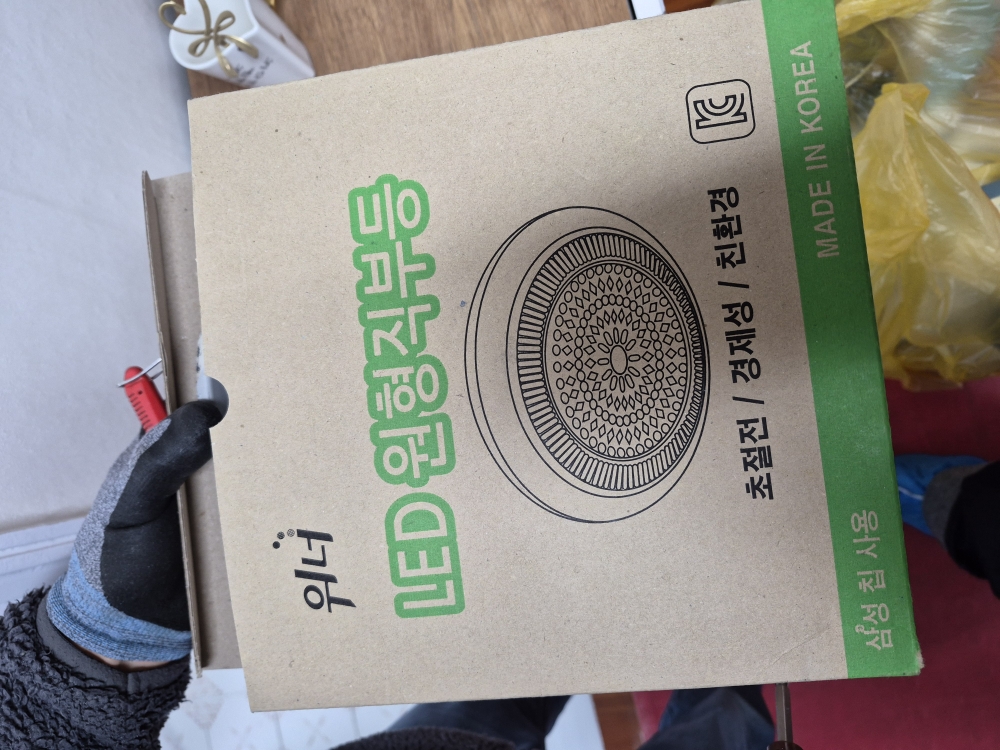 위너
LED 원형직부등
초절전 / 경제성 / 친환경
삼성 칩 사용
MADE IN KOREA